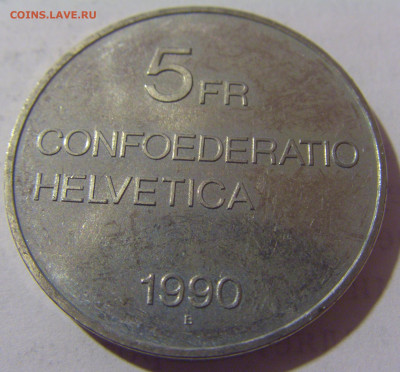 COINS.LAVE.RU
5 FR
CONFOEDERATIO
HELVETICA
1990
B